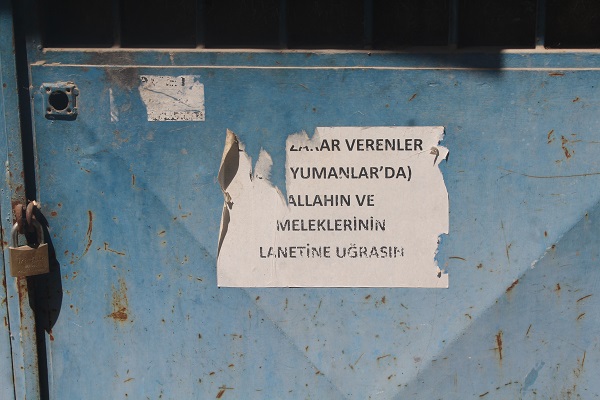 ZARAR VERENLER
YUMANLAR'DA)
ALLAHIN VE
MELEKLERİNİN
LANETİNE UĞRASIN